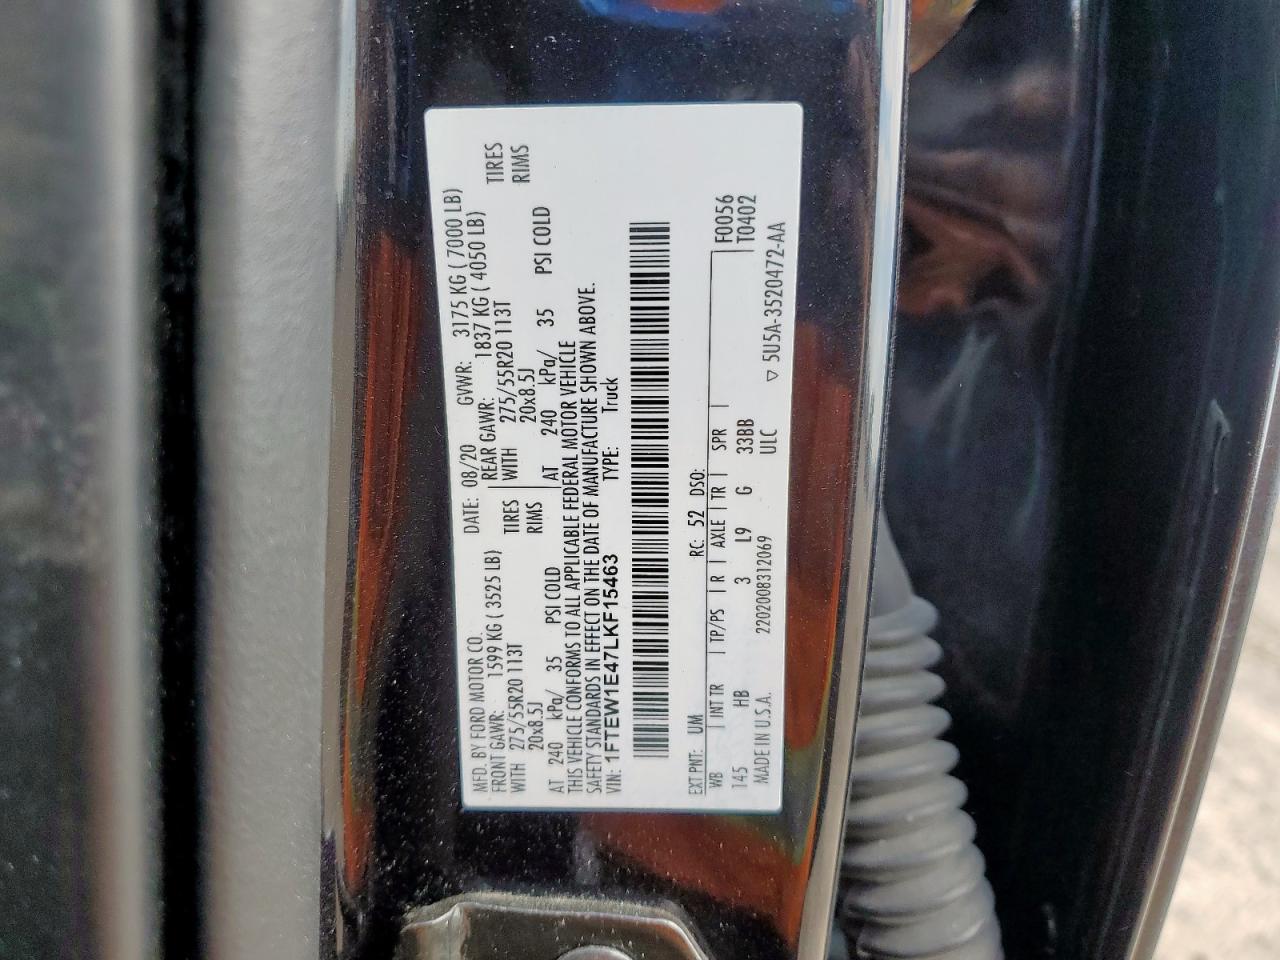 MFD. BY FORD MOTOR CO.
DATE: 08/20 GVWR: 3175 KG ( 7000 LB)
FRONT GAWR: 1599 KG ( 3525 LB) REAR GAWR: 1837 KG ( 4050 LB)
WITH 275/55R20 113T TIRES WITH 275/55R20 113T TIRES
20x8.5J RIMS 20x8.5J RIMS
AT 240 kPa/ 35 PSI COLD AT 240 kPa/ 35 PSI COLD
THIS VEHICLE CONFORMS TO ALL APPLICABLE FEDERAL MOTOR VEHICLE
SAFETY STANDARDS IN EFFECT ON THE DATE OF MANUFACTURE SHOWN ABOVE.
VIN: 1FTEW1E47LKF15463 TYPE: Truck
EXT PNT: UM RC: 52 DSO: F0056
WB INT TR TP/PS R AXLE TR SPR T0402
145 HB 3 L9 G 33BB
MADE IN U.S.A. 2202008312069 ULC ▽ 5U5A-3520472-AA